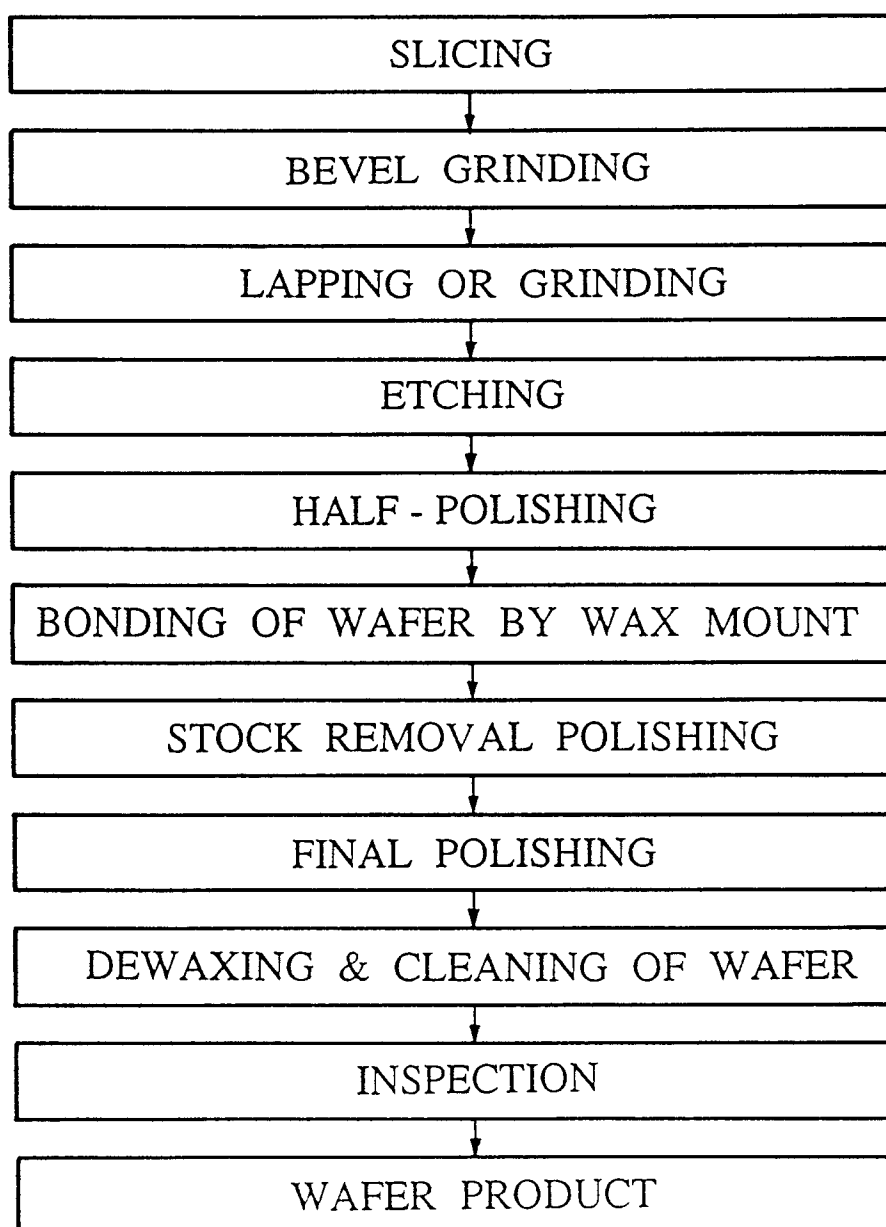 SLICING
BEVEL GRINDING
LAPPING OR GRINDING
ETCHING
HALF - POLISHING
BONDING OF WAFER BY WAX MOUNT
STOCK REMOVAL POLISHING
FINAL POLISHING
DEWAXING & CLEANING OF WAFER
INSPECTION
WAFER PRODUCT